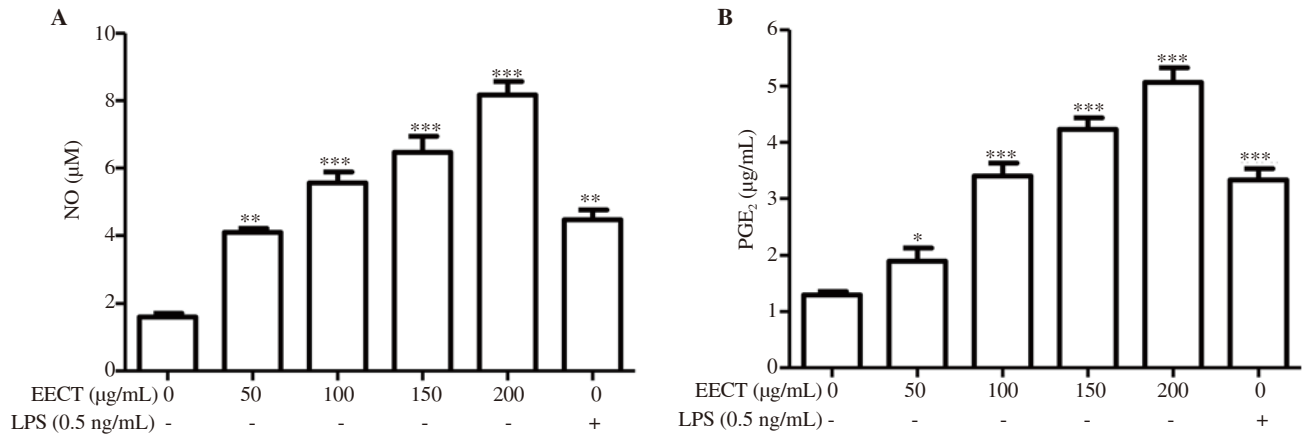 A
10
8
6
4
2
0
NO (μM)
**
***
***
***
**
EECT (μg/mL) 0 50 100 150 200 0
LPS (0.5 ng/mL) - - - - - +
B
6
5
4
3
2
1
0
PGE₂ (μg/mL)
*
***
***
***
***
EECT (μg/mL) 0 50 100 150 200 0
LPS (0.5 ng/mL) - - - - - +